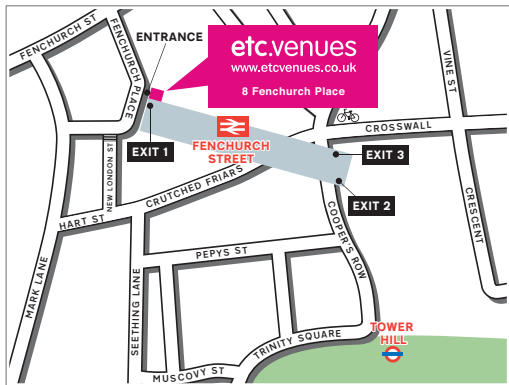 FENCHURCH ST
FENCHURCH PLACE
ENTRANCE
etc.venues
www.etcvenues.co.uk
8 Fenchurch Place
VINE ST
CROSSWALL
EXIT 1
FENCHURCH
STREET
EXIT 3
NEW LONDON ST
CRUTCHED FRIARS
EXIT 2
HART ST
CRESCENT
COOPER'S ROW
PEPYS ST
MARK LANE
SEETHING LANE
TOWER
HILL
TRINITY SQUARE
MUSCOVY ST